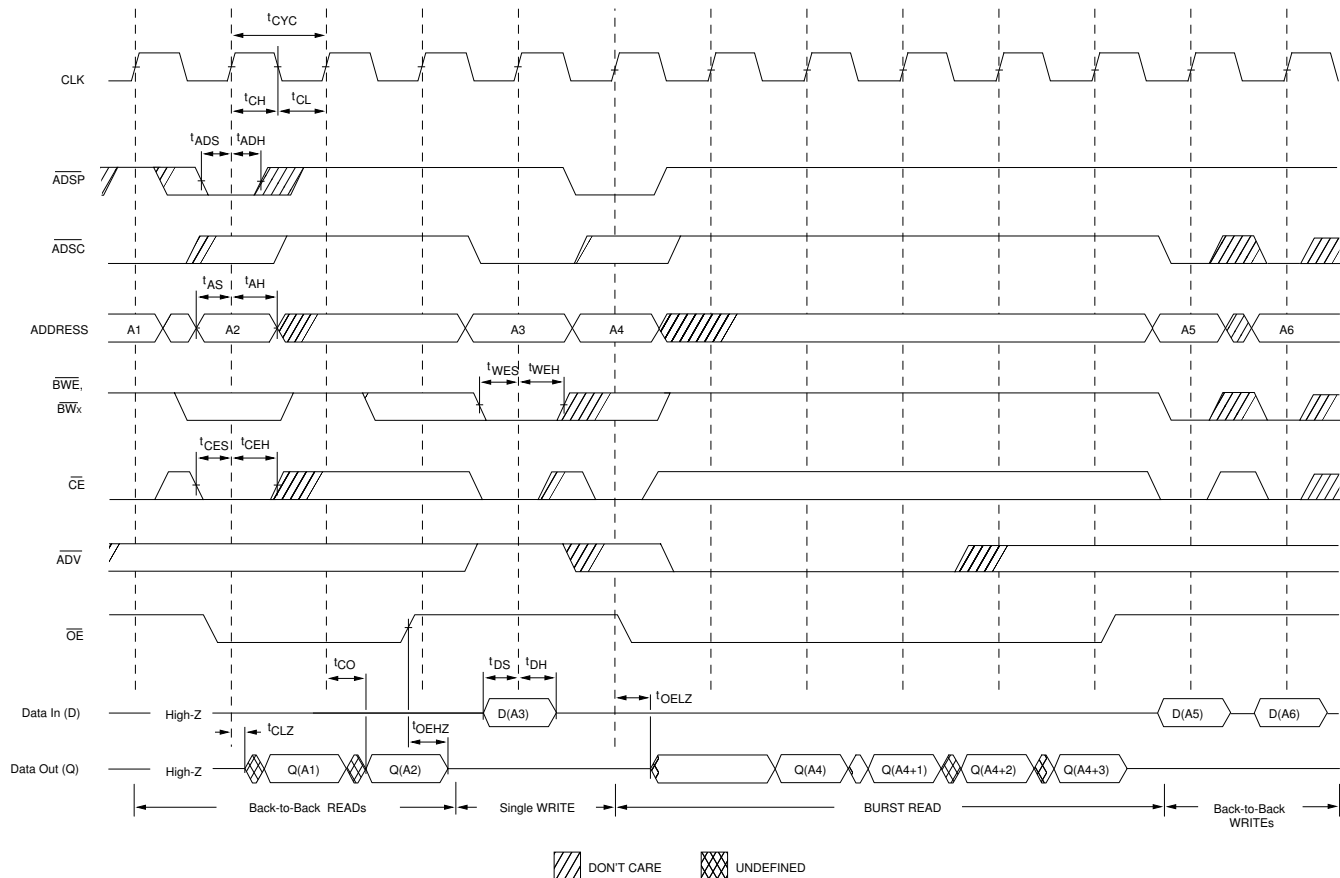 tCYC
CLK
tCH
tCL
tADS
tADH
ADSP
ADSC
tAS
tAH
ADDRESS
A1
A2
A3
A4
A5
A6
tWES
tWEH
BWE,
BWx
tCES
tCEH
CE
ADV
OE
tCO
tDS
tDH
tOELZ
Data In (D)
High-Z
D(A3)
D(A5)
D(A6)
tCLZ
tOEHZ
Data Out (Q)
High-Z
Q(A1)
Q(A2)
Q(A4)
Q(A4+1)
Q(A4+2)
Q(A4+3)
Back-to-Back READs
Single WRITE
BURST READ
Back-to-Back
WRITEs
DON'T CARE
UNDEFINED